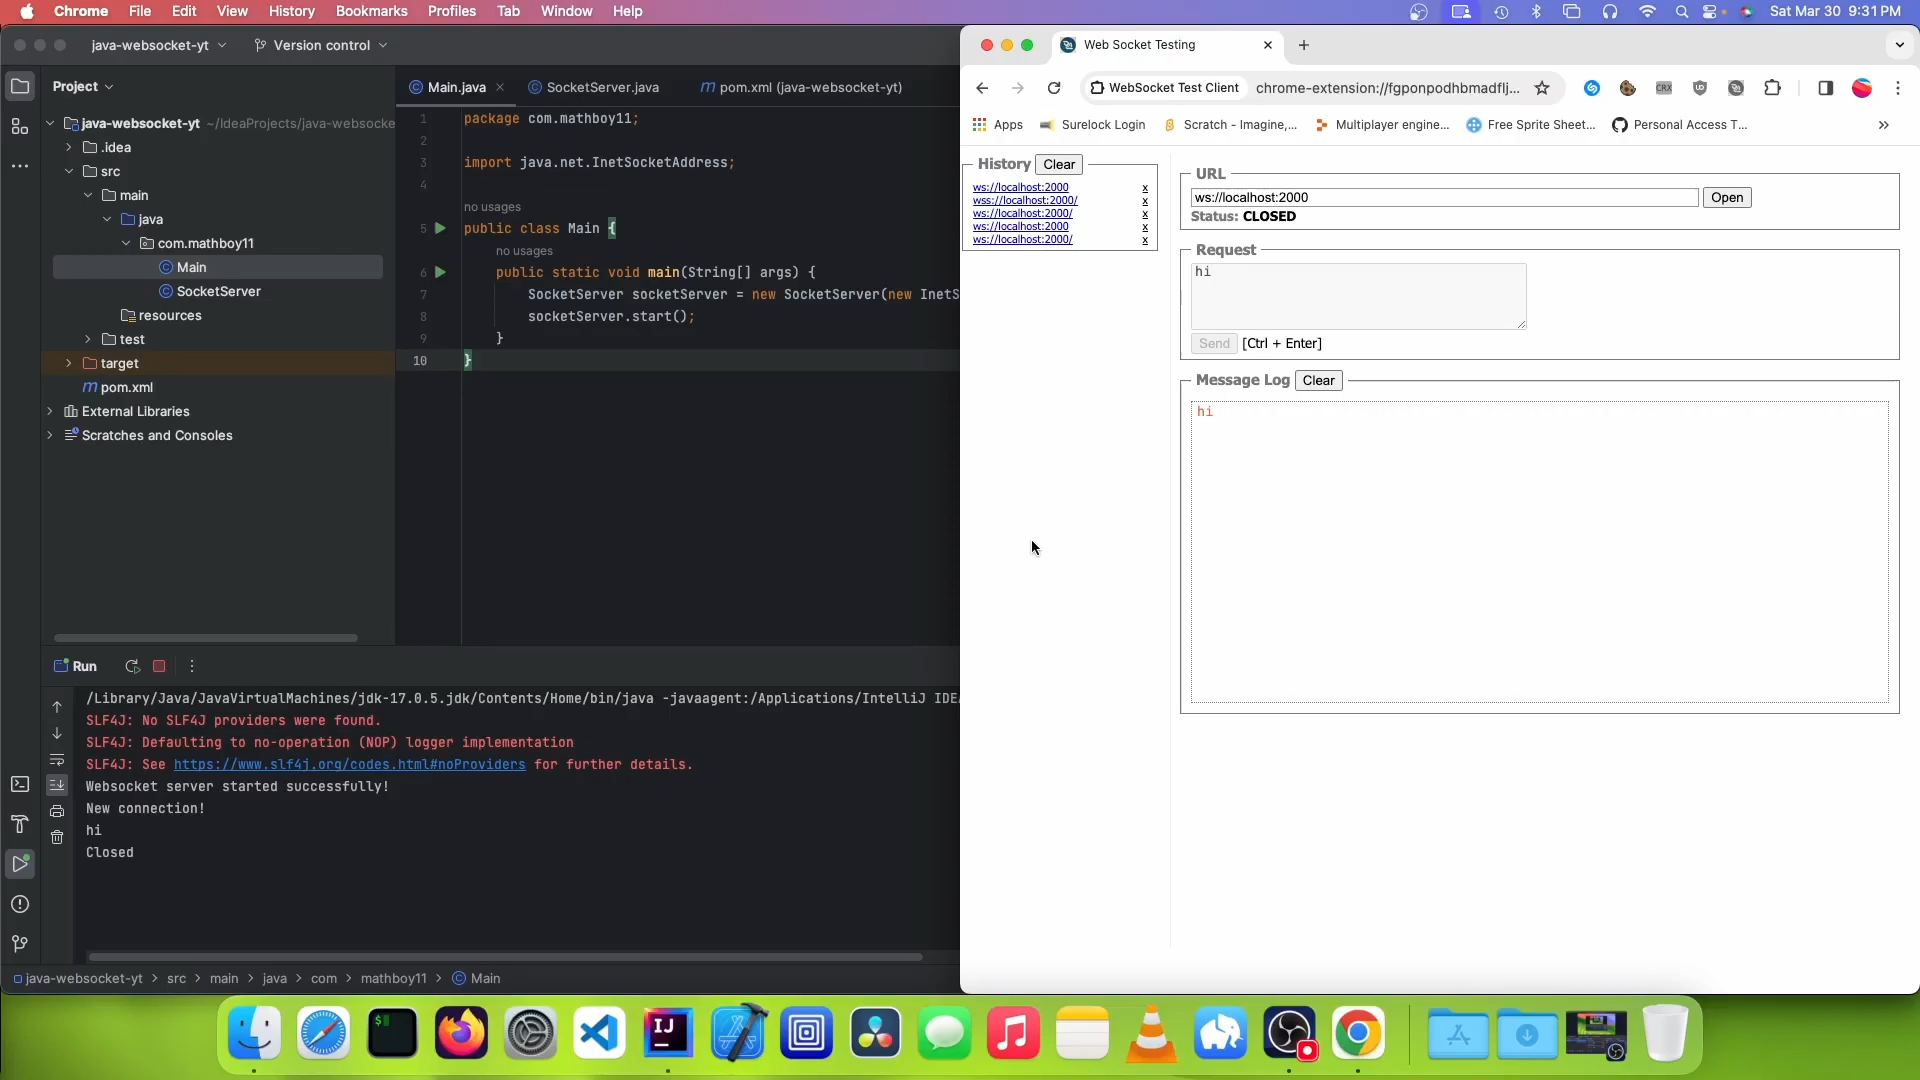 Chrome File Edit View History Bookmarks Profiles Tab Window Help
Sat Mar 30 9:31 PM
java-websocket-yt Version control
Project
java-websocket-yt ~/IdeaProjects/java-websocke
.idea
src
main
java
com.mathboy11
Main
SocketServer
resources
test
target
pom.xml
External Libraries
Scratches and Consoles
Main.java SocketServer.java pom.xml (java-websocket-yt)
1 package com.mathboy11;
2
3 import java.net.InetSocketAddress;
4
no usages
5 public class Main {
no usages
6 public static void main(String[] args) {
7 SocketServer socketServer = new SocketServer(new InetS
8 socketServer.start();
9 }
10 }
Run
/Library/Java/JavaVirtualMachines/jdk-17.0.5.jdk/Contents/Home/bin/java -javaagent:/Applications/IntelliJ IDE
SLF4J: No SLF4J providers were found.
SLF4J: Defaulting to no-operation (NOP) logger implementation
SLF4J: See https://www.slf4j.org/codes.html#noProviders for further details.
Websocket server started successfully!
New connection!
hi
Closed
java-websocket-yt > src > main > java > com > mathboy11 > Main
Web Socket Testing
WebSocket Test Client chrome-extension://fgponpodhbmadflj...
Apps Surelock Login Scratch - Imagine,... Multiplayer engine... Free Sprite Sheet... Personal Access T... »
History Clear
ws://localhost:2000 x
wss://localhost:2000/ x
ws://localhost:2000/ x
ws://localhost:2000 x
ws://localhost:2000/ x
URL
ws://localhost:2000 Open
Status: CLOSED
Request
hi
Send [Ctrl + Enter]
Message Log Clear
hi